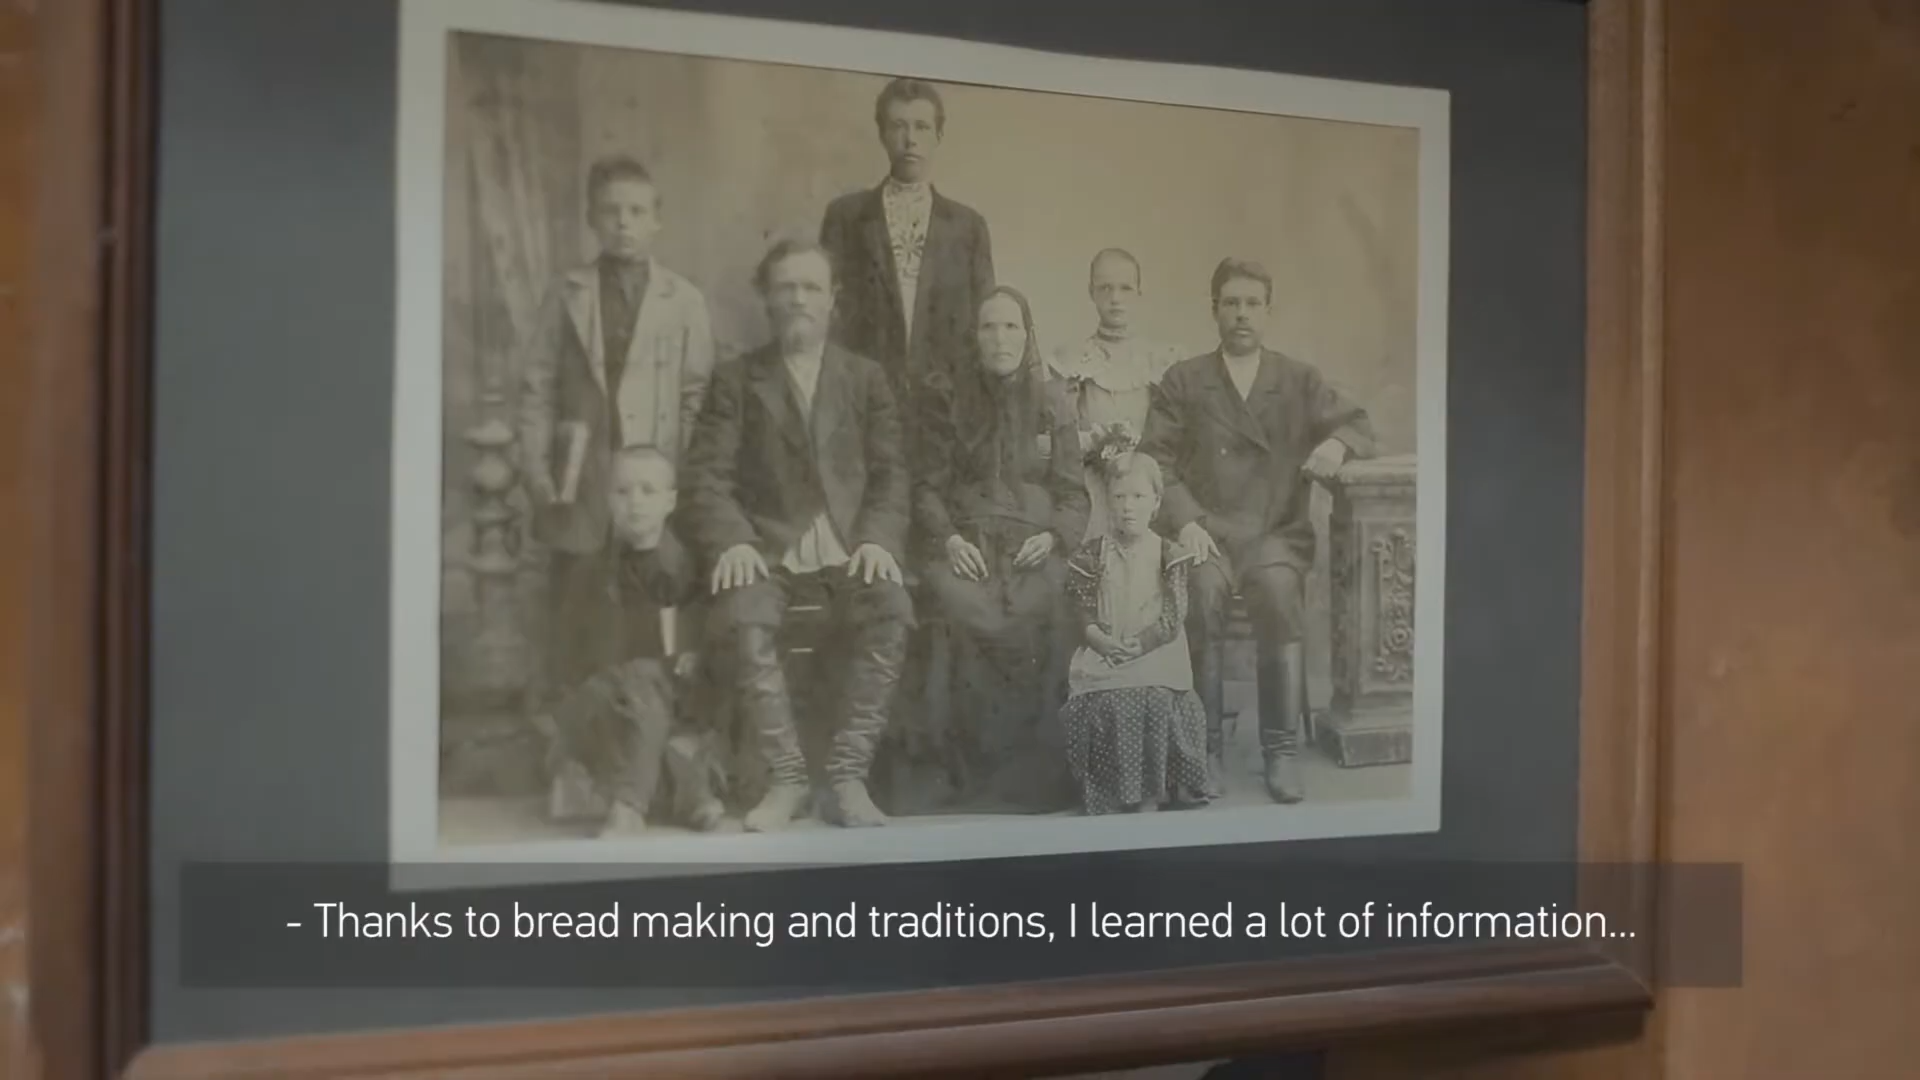 - Thanks to bread making and traditions, I learned a lot of information...